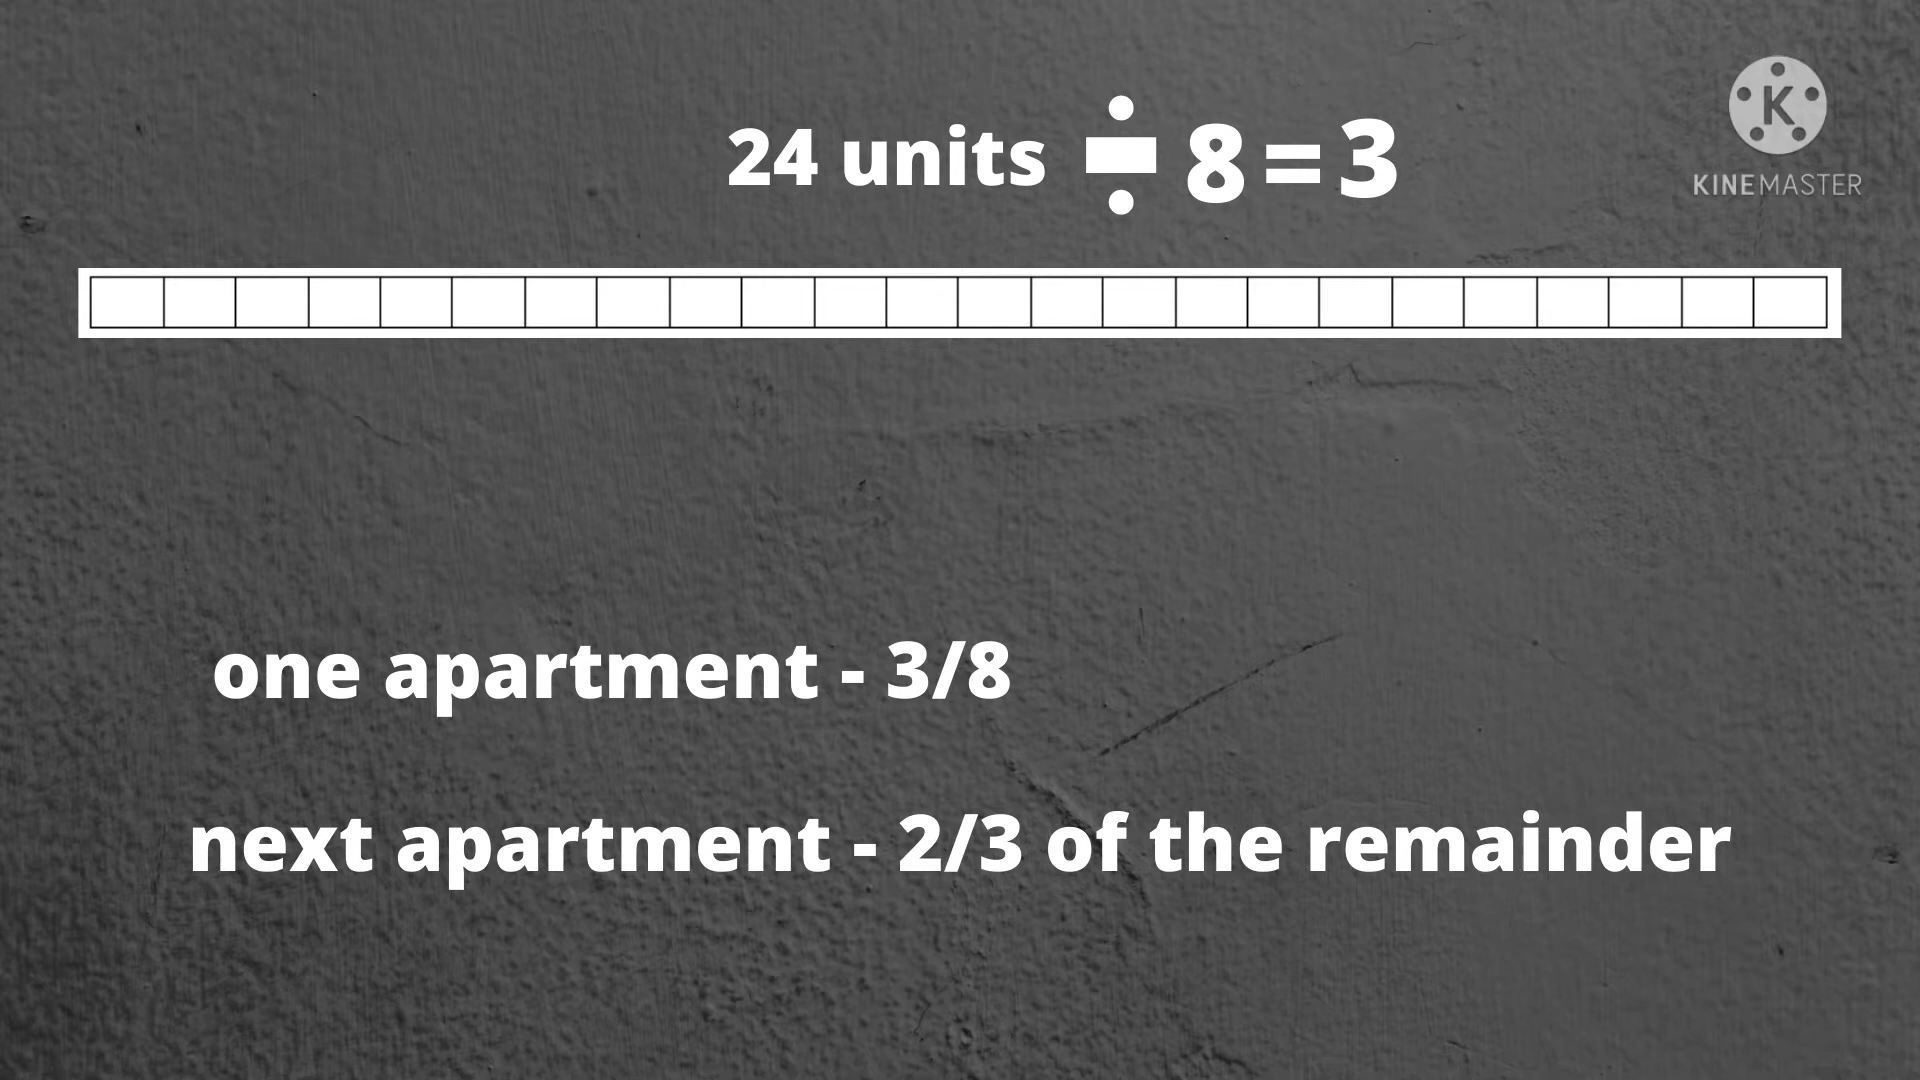 24 units ÷ 8 = 3
K
KINEMASTER
one apartment - 3/8
next apartment - 2/3 of the remainder